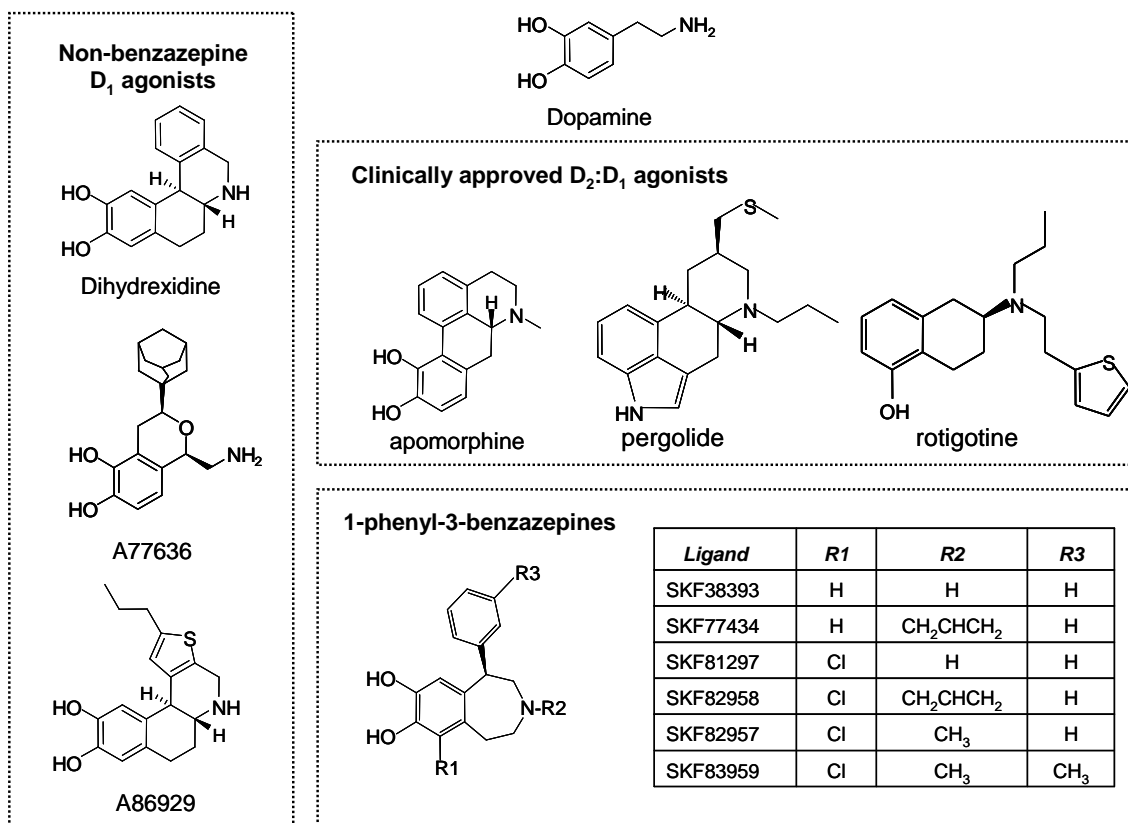 Non-benzazepine
D1 agonists
HO
HO
H
NH
H
Dihydrexidine
O
HO
HO
NH2
A77636
S
H
HO
HO
NH
H
A86929
HO
HO
NH2
Dopamine
Clinically approved D2:D1 agonists
H
N
HO
HO
apomorphine
S
H
N
H
HN
pergolide
N
S
OH
rotigotine
1-phenyl-3-benzazepines
R3
HO
HO
N-R2
R1
Ligand R1 R2 R3
SKF38393 H H H
SKF77434 H CH2CHCH2 H
SKF81297 Cl H H
SKF82958 Cl CH2CHCH2 H
SKF82957 Cl CH3 H
SKF83959 Cl CH3 CH3